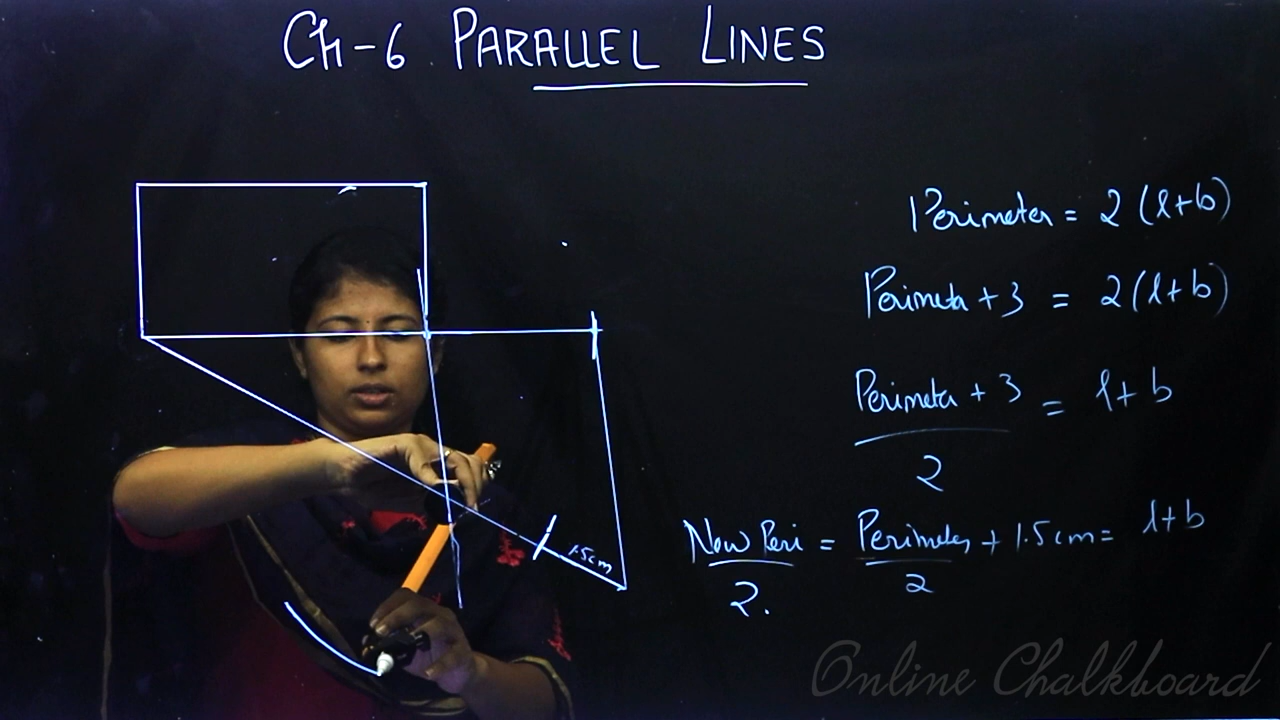 Ch-6 PARALLEL LINES
Perimeter = 2 (l+b)
Perimeter + 3 = 2(l+b)
Perimeter + 3 = l+b
2
New Peri = Perimeter + 1.5cm = l+b
2. 2
1.5cm
Online Chalkboard